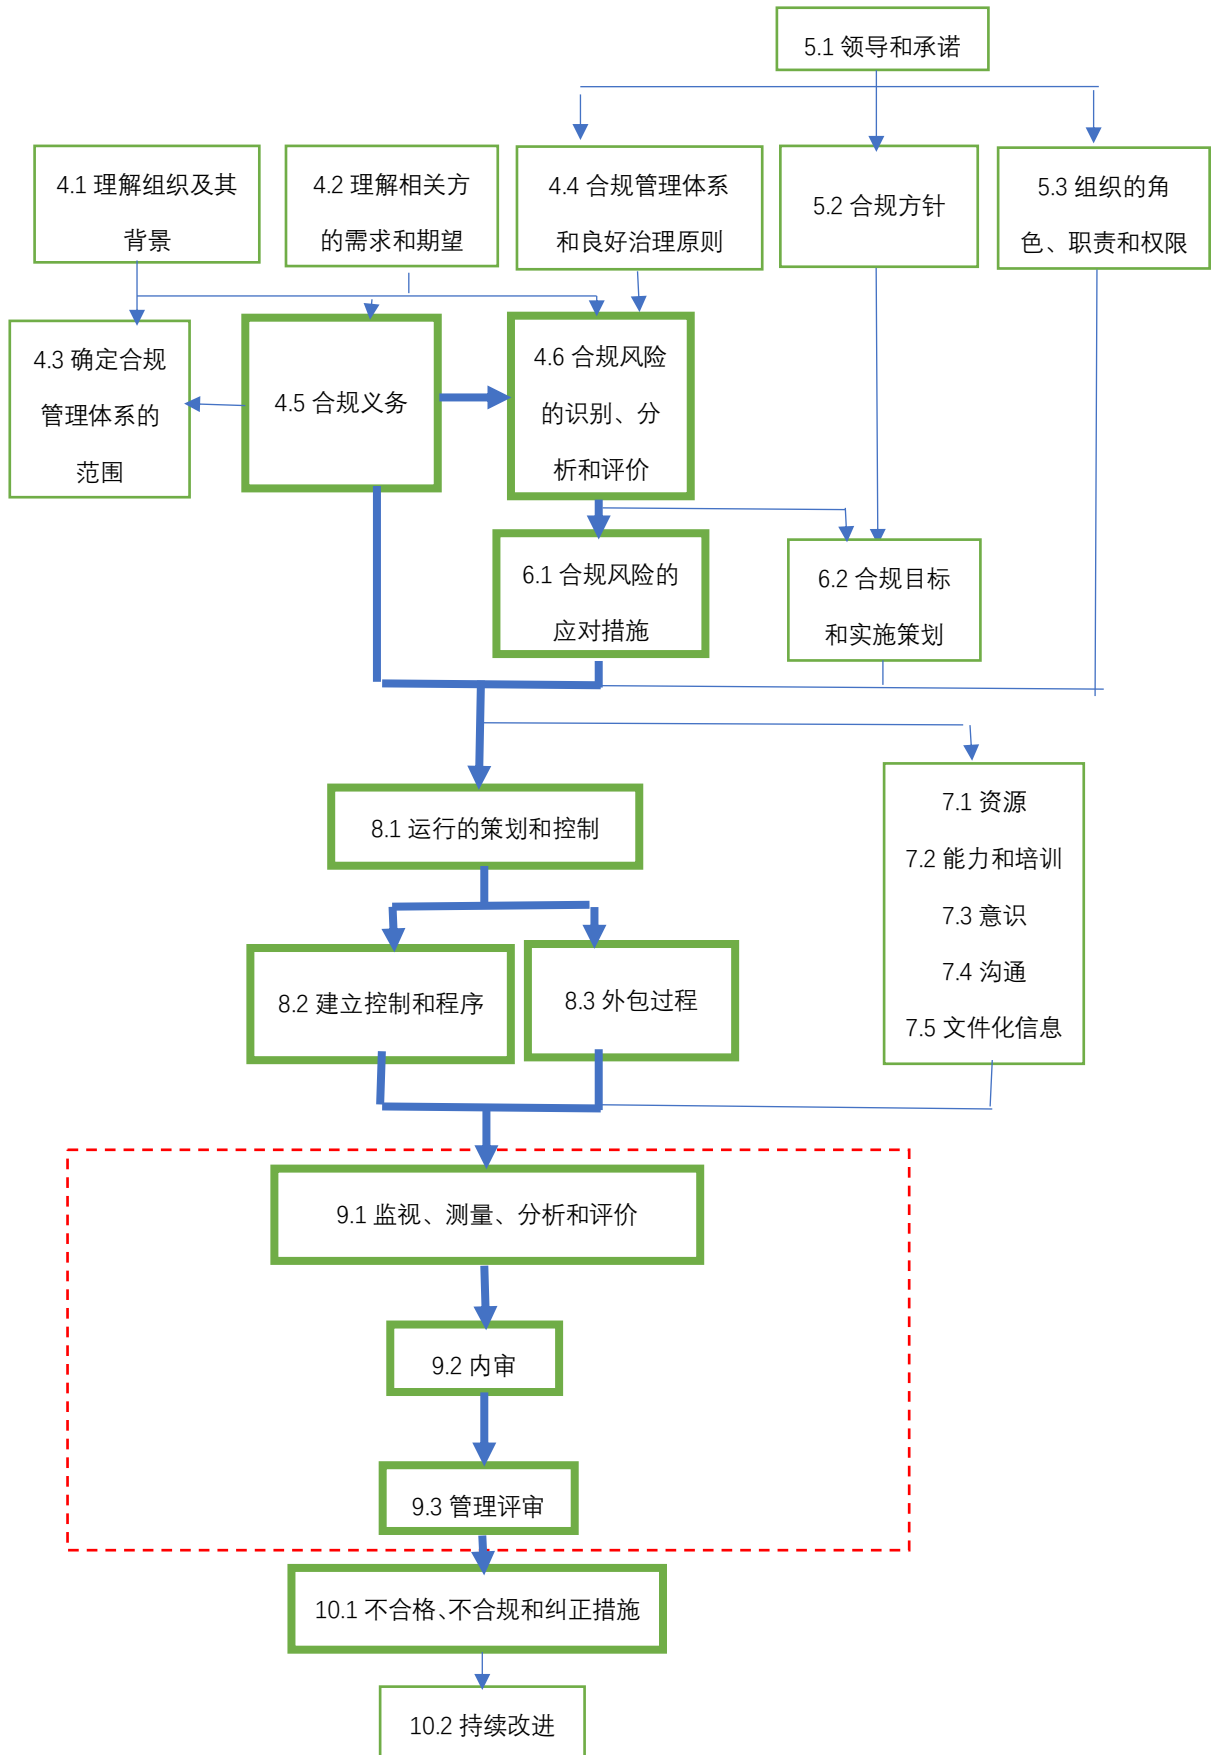 5.1 领导和承诺
4.1 理解组织及其
背景
4.2 理解相关方
的需求和期望
4.4 合规管理体系
和良好治理原则
5.2 合规方针
5.3 组织的角
色、职责和权限
4.3 确定合规
管理体系的
范围
4.5 合规义务
4.6 合规风险
的识别、分
析和评价
6.1 合规风险的
应对措施
6.2 合规目标
和实施策划
8.1 运行的策划和控制
7.1 资源
7.2 能力和培训
7.3 意识
7.4 沟通
7.5 文件化信息
8.2 建立控制和程序
8.3 外包过程
9.1 监视、测量、分析和评价
9.2 内审
9.3 管理评审
10.1 不合格、不合规和纠正措施
10.2 持续改进